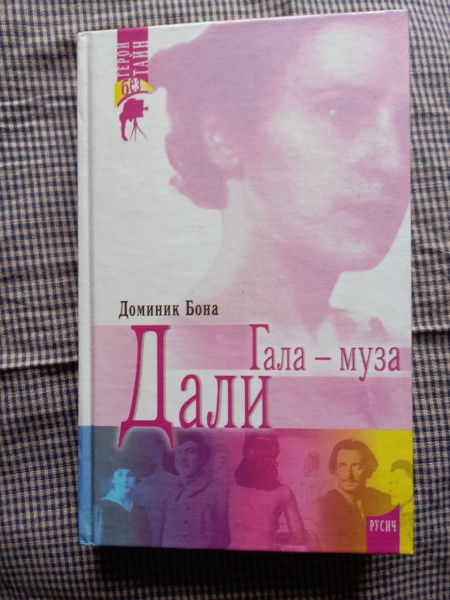 ГЕРОИ
без
ТАЙН
Доминик Бона
Гала – муза
Дали
РУСИЧ